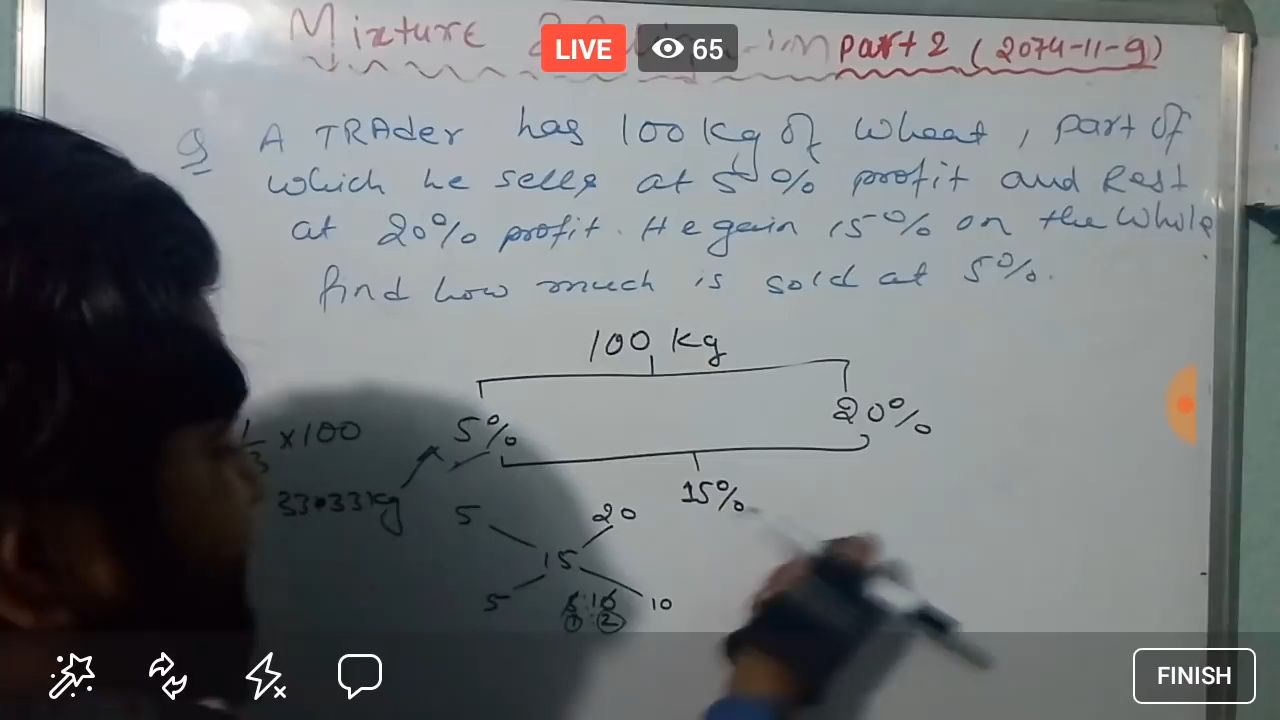 Mixture
LIVE 65
part 2 (2074-11-9)
Q A TRADer has 100 kg of wheat, part of
which he sells at 5% profit and Rest
at 20% profit. He gain 15% on the whole.
find how much is sold at 5%.
100 kg
5% 20%
1/3 x 100
33.33 kg
15%
5 20
15
5 5:10 10
1:2
FINISH